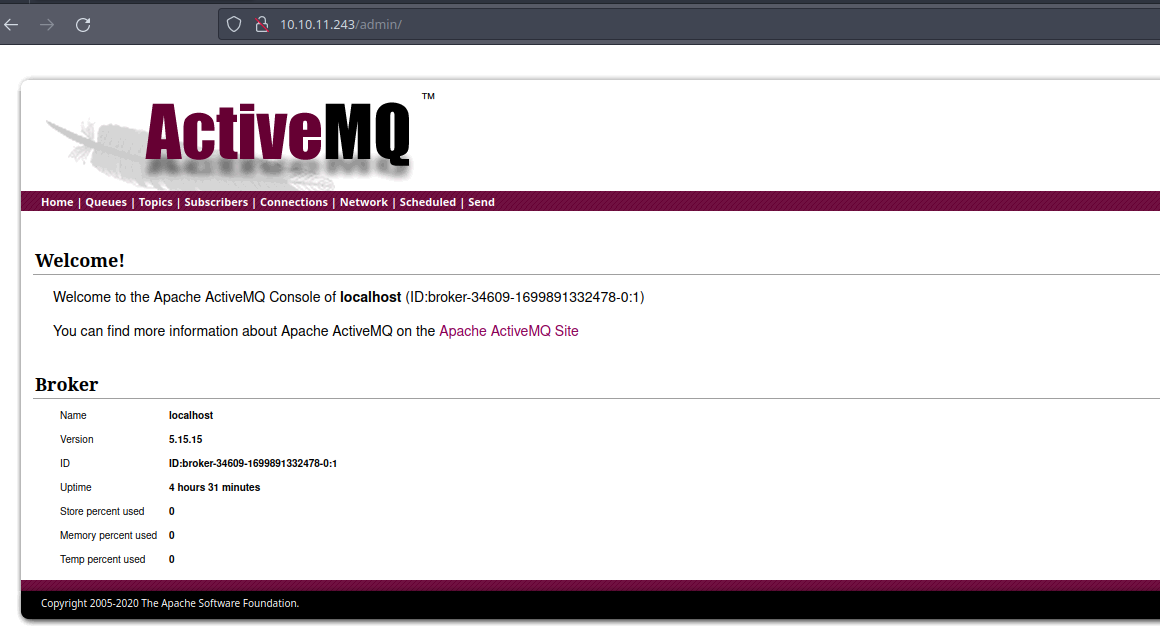 10.10.11.243/admin/
ActiveMQ™
Home | Queues | Topics | Subscribers | Connections | Network | Scheduled | Send
Welcome!
Welcome to the Apache ActiveMQ Console of localhost (ID:broker-34609-1699891332478-0:1)
You can find more information about Apache ActiveMQ on the Apache ActiveMQ Site
Broker
Name localhost
Version 5.15.15
ID ID:broker-34609-1699891332478-0:1
Uptime 4 hours 31 minutes
Store percent used 0
Memory percent used 0
Temp percent used 0
Copyright 2005-2020 The Apache Software Foundation.